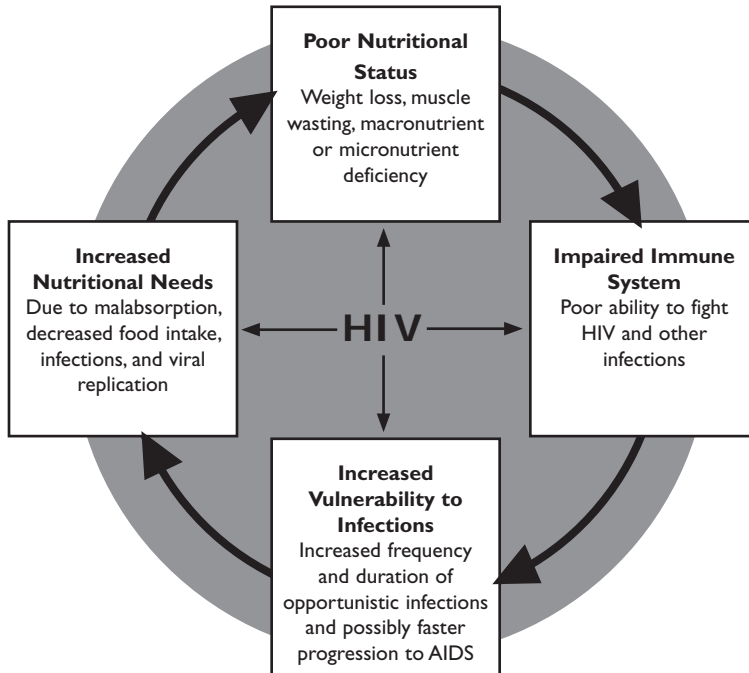 Poor Nutritional
Status
Weight loss, muscle
wasting, macronutrient
or micronutrient
deficiency
Increased
Nutritional Needs
Due to malabsorption,
decreased food intake,
infections, and viral
replication
HIV
Impaired Immune
System
Poor ability to fight
HIV and other
infections
Increased
Vulnerability to
Infections
Increased frequency
and duration of
opportunistic infections
and possibly faster
progression to AIDS